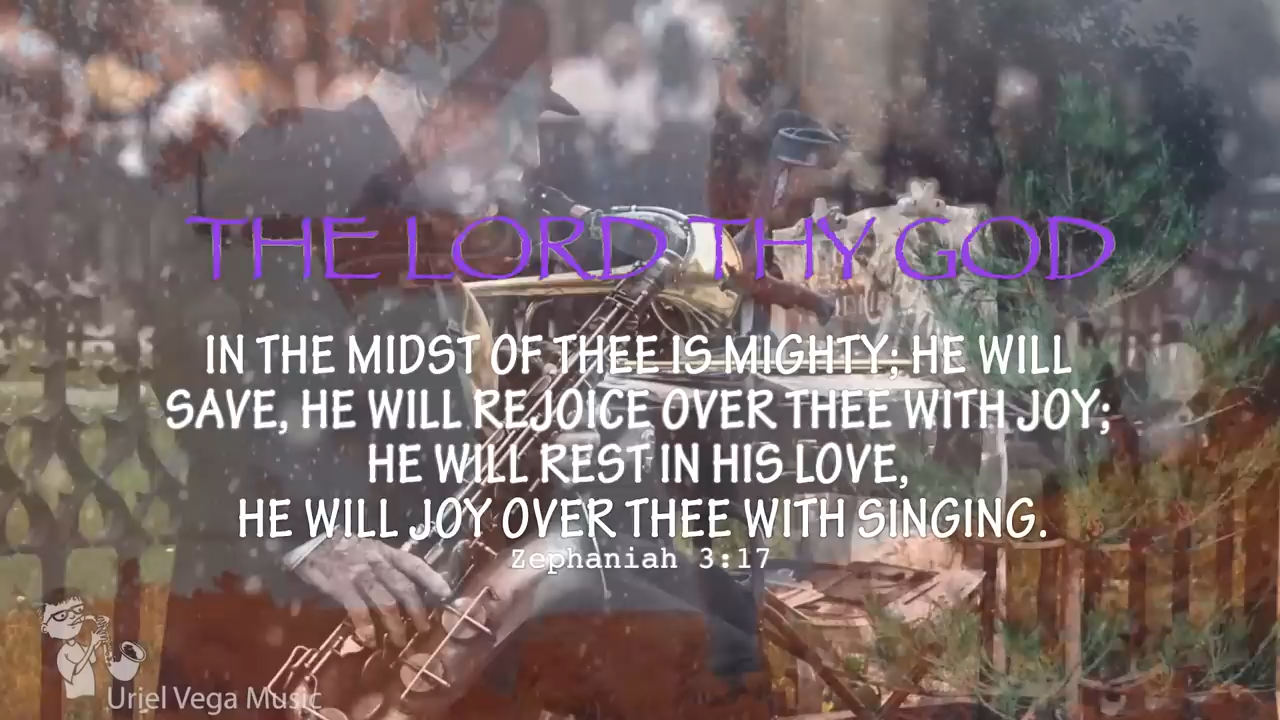 THE LORD THY GOD
IN THE MIDST OF THEE IS MIGHTY; HE WILL
SAVE, HE WILL REJOICE OVER THEE WITH JOY;
HE WILL REST IN HIS LOVE,
HE WILL JOY OVER THEE WITH SINGING.
Zephaniah 3:17
Uriel Vega Music